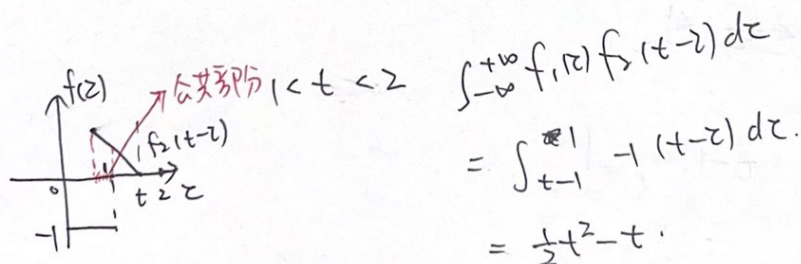 f(τ)
公共部分 1 < t < 2
f₂(t-τ)
0
1
t 2 τ
-1
∫_{-∞}^{+∞} f₁(τ) f₂(t-τ) dτ
= ∫_{t-1}^{1} -1 (t-τ) dτ.
= ½t² - t.